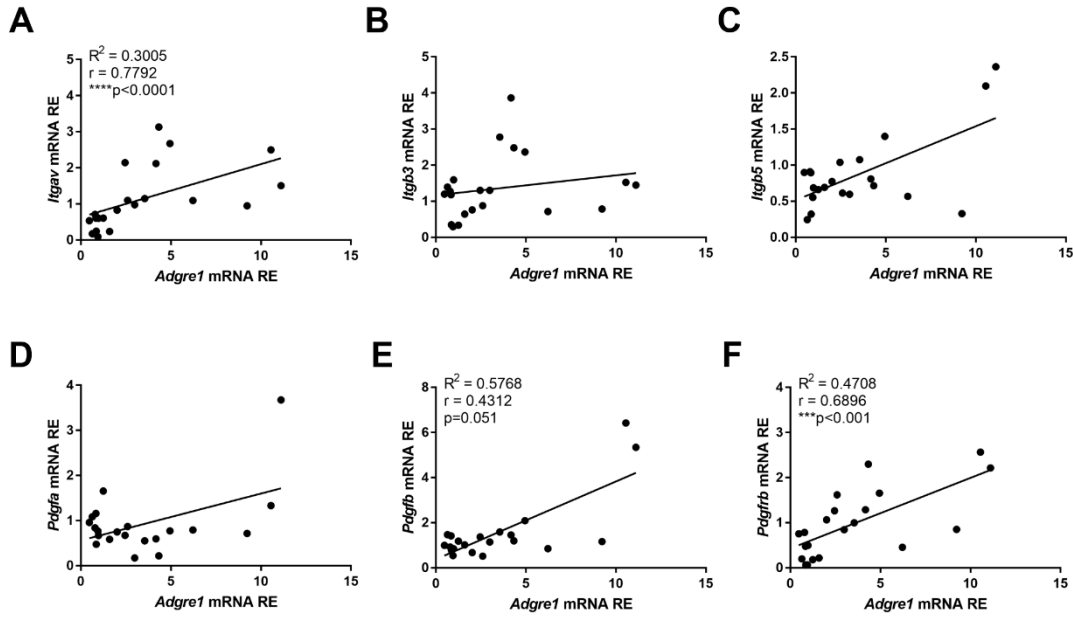 A
R² = 0.3005
r = 0.7792
****p<0.0001
Itgav mRNA RE
5
4
3
2
1
0
0 5 10 15
Adgre1 mRNA RE
B
Itgb3 mRNA RE
5
4
3
2
1
0
0 5 10 15
Adgre1 mRNA RE
C
Itgb5 mRNA RE
2.5
2.0
1.5
1.0
0.5
0.0
0 5 10 15
Adgre1 mRNA RE
D
Pdgfa mRNA RE
4
3
2
1
0
0 5 10 15
Adgre1 mRNA RE
E
R² = 0.5768
r = 0.4312
p=0.051
Pdgfb mRNA RE
8
6
4
2
0
0 5 10 15
Adgre1 mRNA RE
F
R² = 0.4708
r = 0.6896
***p<0.001
Pdgfrb mRNA RE
4
3
2
1
0
0 5 10 15
Adgre1 mRNA RE